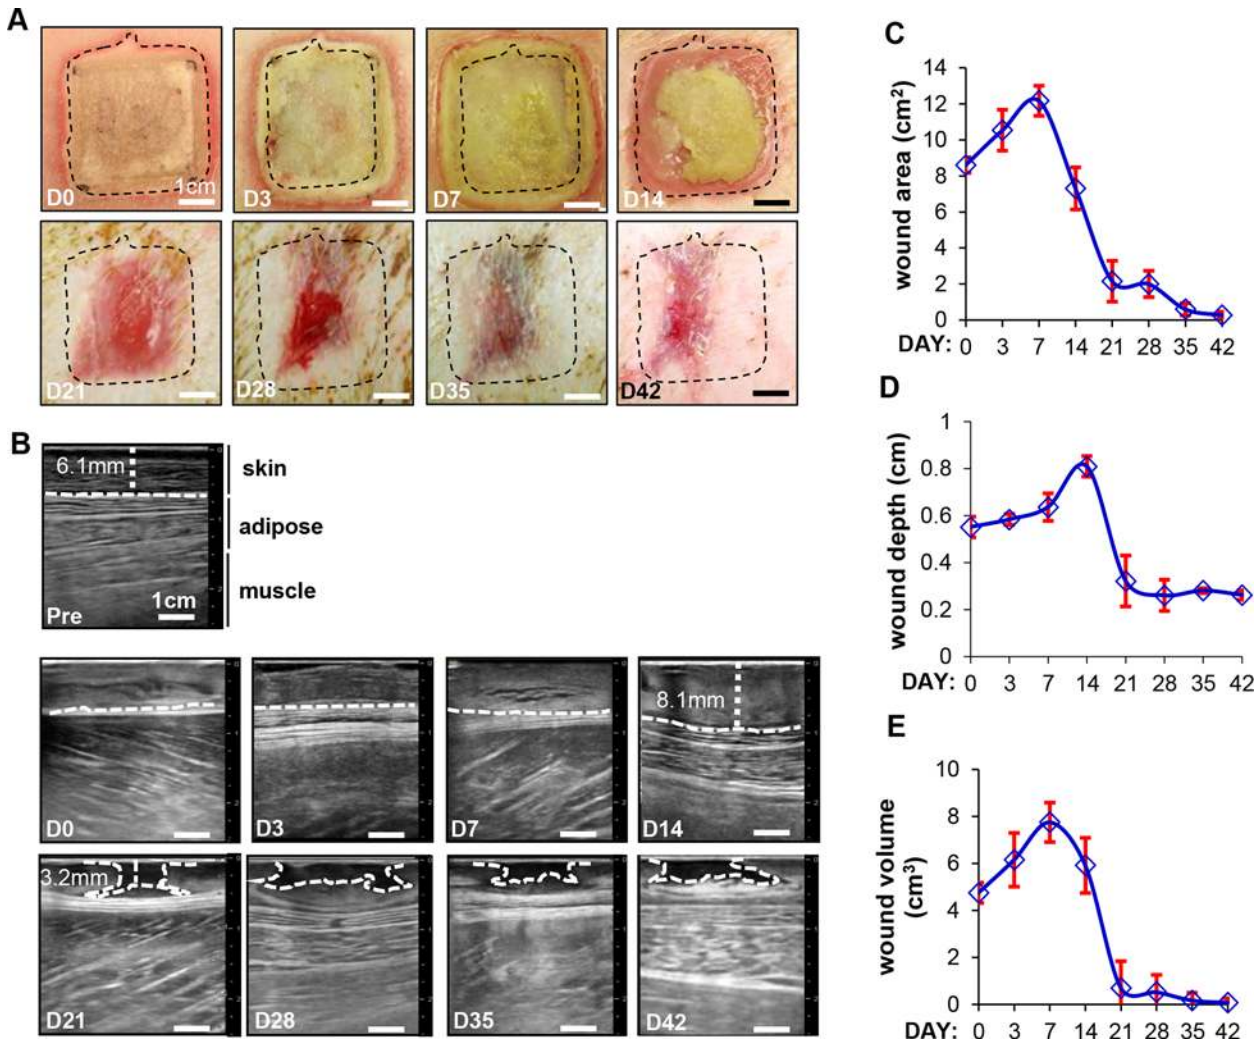 A
1cm
D0
D3
D7
D14
D21
D28
D35
D42
B
6.1mm
skin
adipose
muscle
1cm
Pre
8.1mm
D0
D3
D7
D14
3.2mm
D21
D28
D35
D42
C
wound area (cm²)
14
12
10
8
6
4
2
0
DAY: 0 3 7 14 21 28 35 42
D
wound depth (cm)
1
0.8
0.6
0.4
0.2
0
DAY: 0 3 7 14 21 28 35 42
E
wound volume
(cm³)
10
8
6
4
2
0
DAY: 0 3 7 14 21 28 35 42